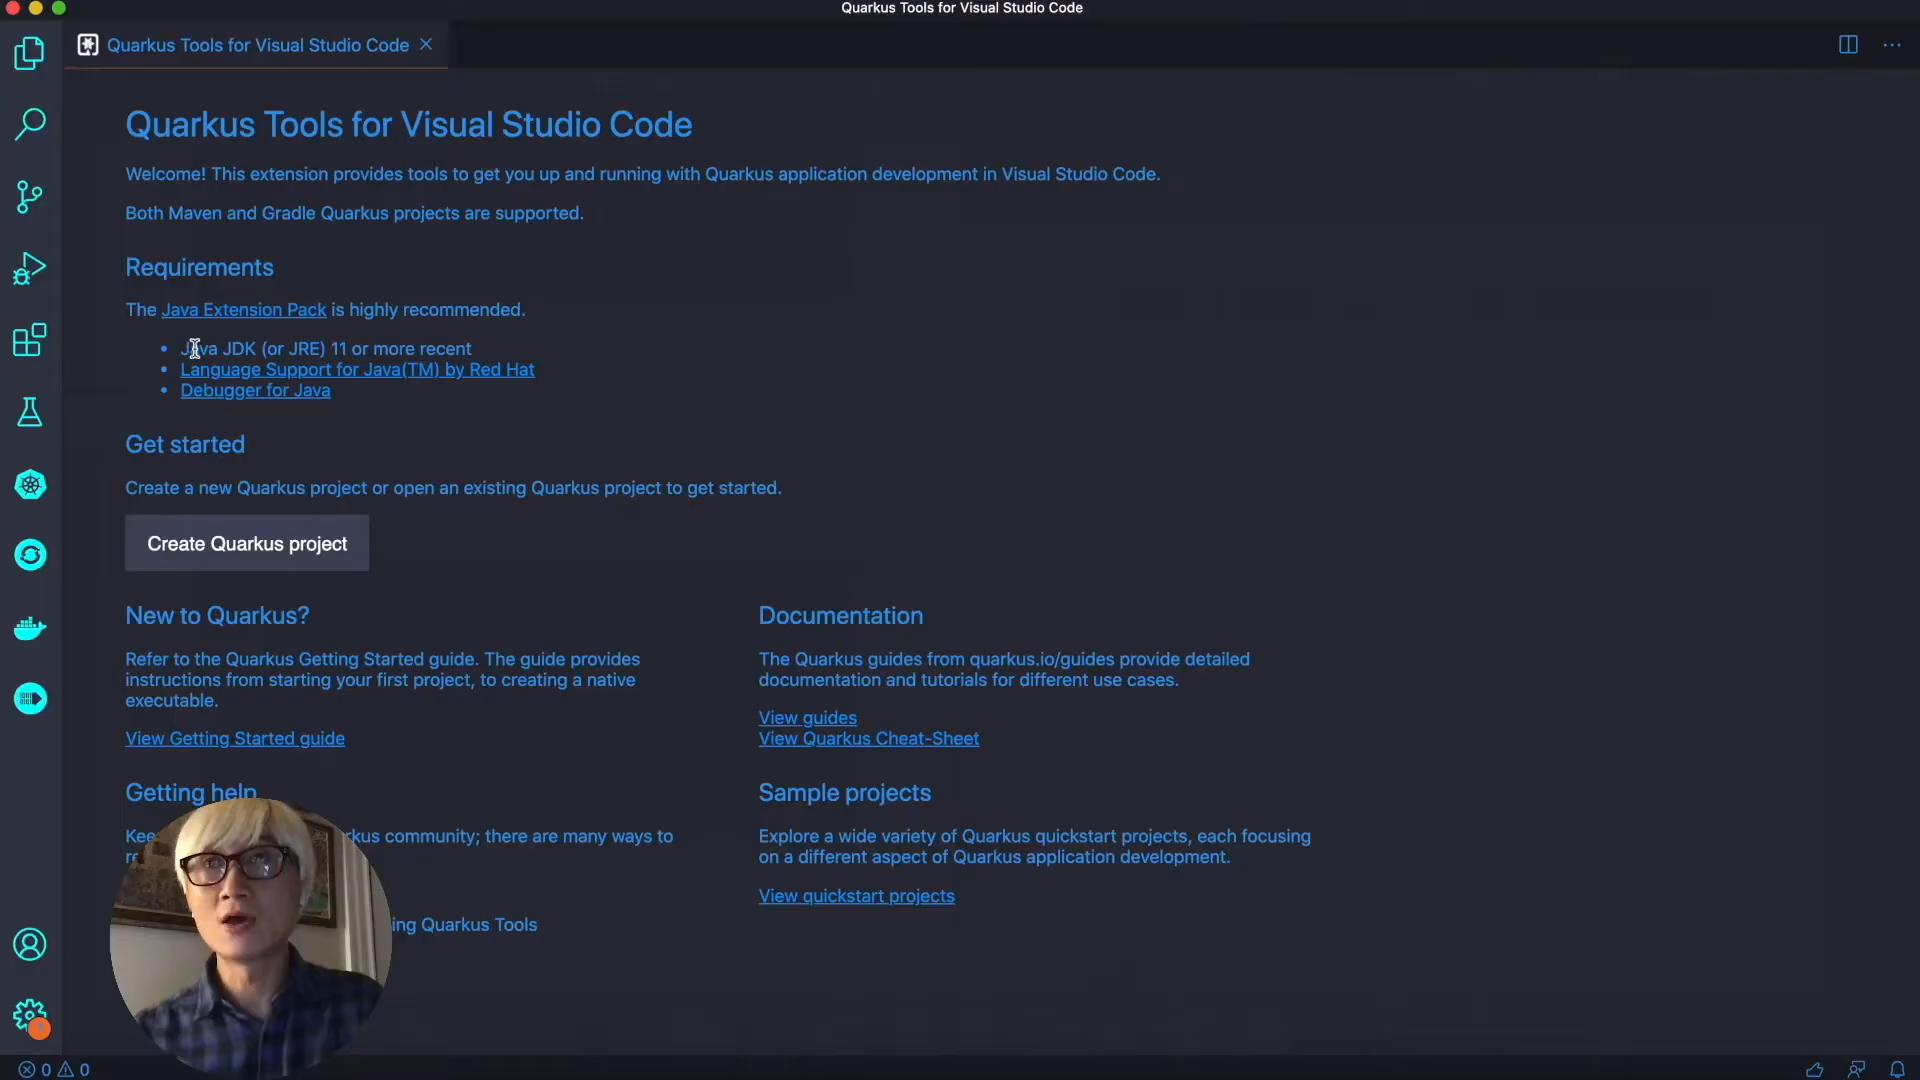 Quarkus Tools for Visual Studio Code
Quarkus Tools for Visual Studio Code
Quarkus Tools for Visual Studio Code
Welcome! This extension provides tools to get you up and running with Quarkus application development in Visual Studio Code.
Both Maven and Gradle Quarkus projects are supported.
Requirements
The Java Extension Pack is highly recommended.
• Java JDK (or JRE) 11 or more recent
• Language Support for Java(TM) by Red Hat
• Debugger for Java
Get started
Create a new Quarkus project or open an existing Quarkus project to get started.
Create Quarkus project
New to Quarkus?
Refer to the Quarkus Getting Started guide. The guide provides
instructions from starting your first project, to creating a native
executable.
View Getting Started guide
Documentation
The Quarkus guides from quarkus.io/guides provide detailed
documentation and tutorials for different use cases.
View guides
View Quarkus Cheat-Sheet
Getting help
community; there are many ways to
Quarkus Tools
Sample projects
Explore a wide variety of Quarkus quickstart projects, each focusing
on a different aspect of Quarkus application development.
View quickstart projects
0 0